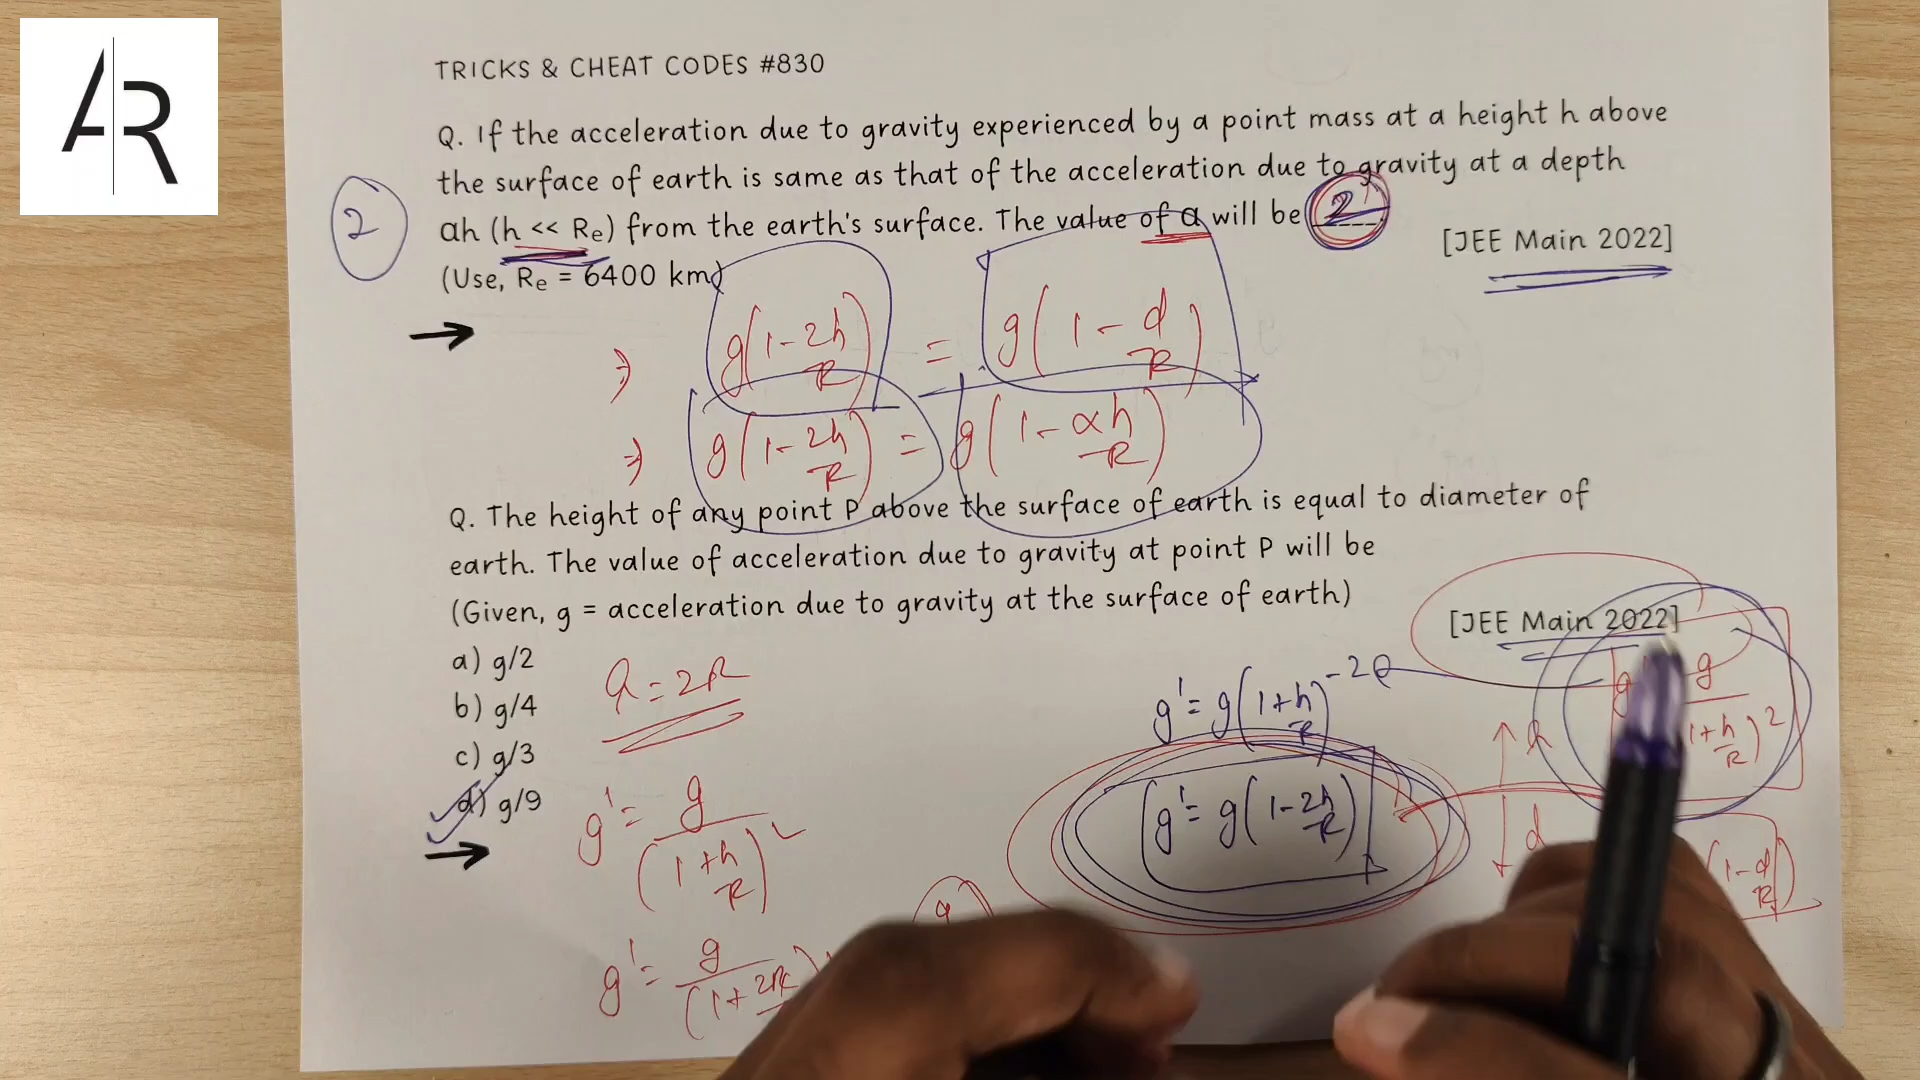 AR
TRICKS & CHEAT CODES #830
Q. If the acceleration due to gravity experienced by a point mass at a height h above
the surface of earth is same as that of the acceleration due to gravity at a depth
αh (h << Re) from the earth's surface. The value of α will be 2
[JEE Main 2022]
2
(Use, Re = 6400 km)
⇒ g(1-2h/R) = g(1-d/R)
⇒ g(1-2h/R) = g(1-αh/R)
Q. The height of any point P above the surface of earth is equal to diameter of
earth. The value of acceleration due to gravity at point P will be
(Given, g = acceleration due to gravity at the surface of earth)
[JEE Main 2022]
a) g/2
b) g/4
c) g/3
d) g/9
h = 2R
g' = g/(1+h/R)²
g' = g/(1+2R
g' = g(1+h/R)^-2
g' = g(1-2h/R)
g
1+h/R)²
h
d
(1-d/R)